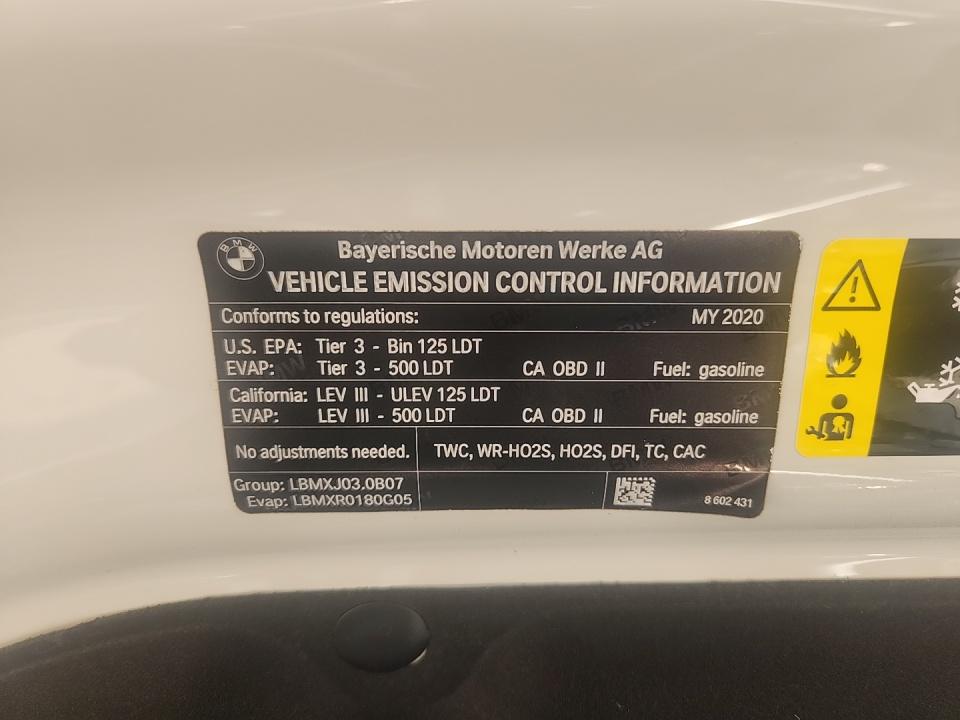 BMW
Bayerische Motoren Werke AG
VEHICLE EMISSION CONTROL INFORMATION
Conforms to regulations: MY 2020
U.S. EPA: Tier 3 - Bin 125 LDT
EVAP: Tier 3 - 500 LDT CA OBD II Fuel: gasoline
California: LEV III - ULEV 125 LDT
EVAP: LEV III - 500 LDT CA OBD II Fuel: gasoline
No adjustments needed. TWC, WR-HO2S, HO2S, DFI, TC, CAC
Group: LBMXJ03.0B07
Evap: LBMXR0180G05
8 602 431